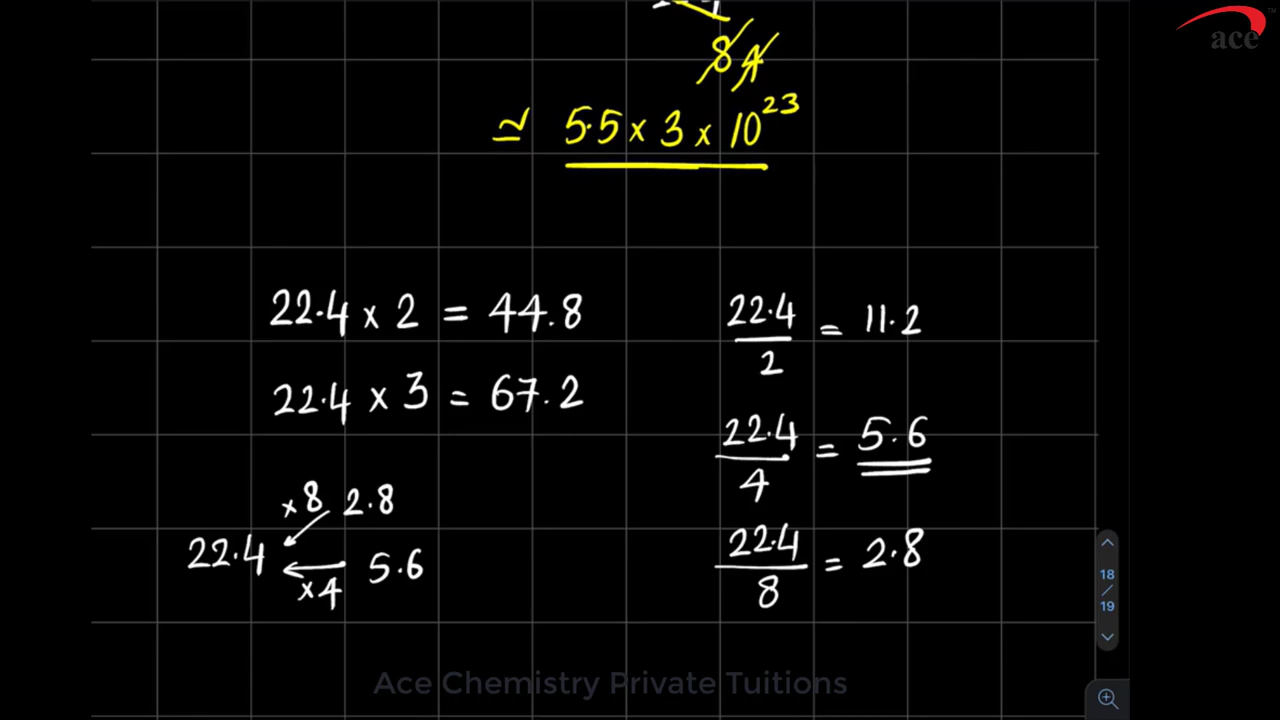 ace
8 4
≃ 5.5 x 3 x 10²³
22.4 x 2 = 44.8
22.4 x 3 = 67.2
x8 2.8
22.4
x4 5.6
22.4/2 = 11.2
22.4/4 = 5.6
22.4/8 = 2.8
18
/
19
Ace Chemistry Private Tuitions